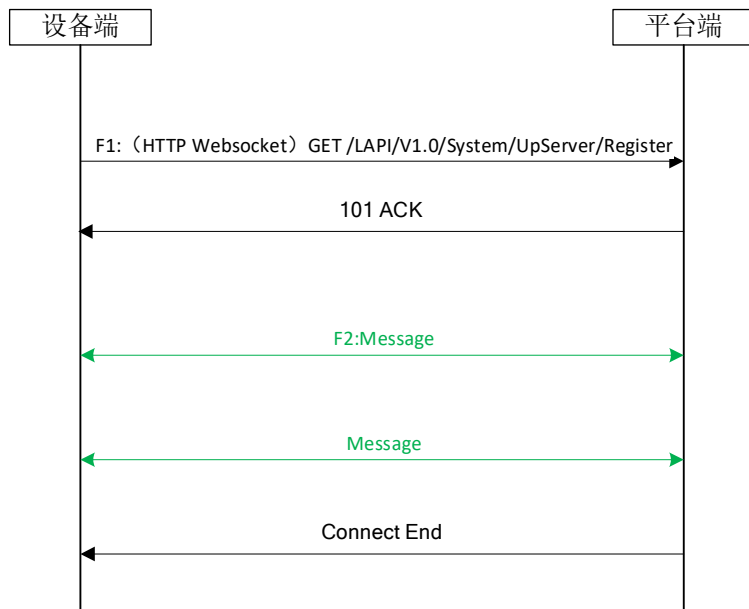 设备端
平台端
F1:（HTTP Websocket）GET /LAPI/V1.0/System/UpServer/Register
101 ACK
F2:Message
Message
Connect End